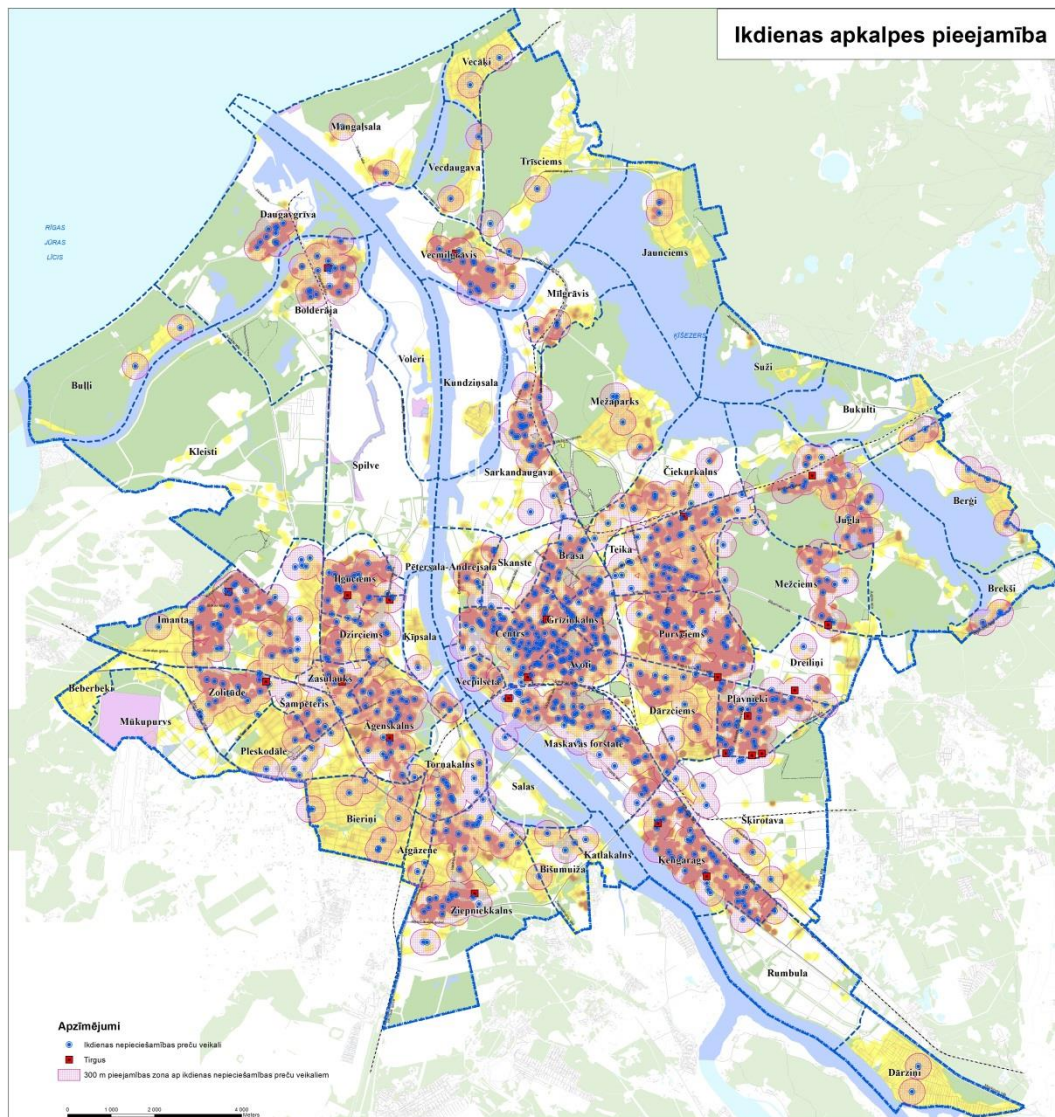 Ikdienas apkalpes pieejamība
Vecāķi
Mangaļsala
Vecdaugava
Trīsciems
RĪGAS
JŪRAS
LĪCIS
Daugavgrīva
Vecmīlgrāvis
Jaunciems
Mīlgrāvis
Bolderāja
ĶĪŠEZERS
Voleri
Kundziņsala
Suži
Buļļi
Mežaparks
Bukulti
Kleisti
Spilve
Sarkandaugava
Čiekurkalns
Berģi
Jugla
Brasa
Teika
Skanste
Pētersala-Andrejsala
Iļģuciems
Mežciems
Brekši
Imanta
Ķīpsala
Grīziņkalns
Dzirciems
Centrs
Purvciems
Avoti
Dreiliņi
Zasulauks
Vecpilsēta
Beberbeķi
Zolitūde
Pļavnieki
Šampēteris
Dārzciems
Mūkupurvs
Āgenskalns
Maskavas forštate
Pleskodāle
Torņakalns
Salas
Bieriņi
Šķirotava
Atgāzene
Katlakalns
Ķengarags
Bišumuiža
Ziepniekkalns
Rumbula
Dārziņi
Apzīmējumi
Ikdienas nepieciešamības preču veikali
Tirgus
300 m pieejamības zona ap ikdienas nepieciešamības preču veikaliem
0 1 000 2 000 4 000
Meters